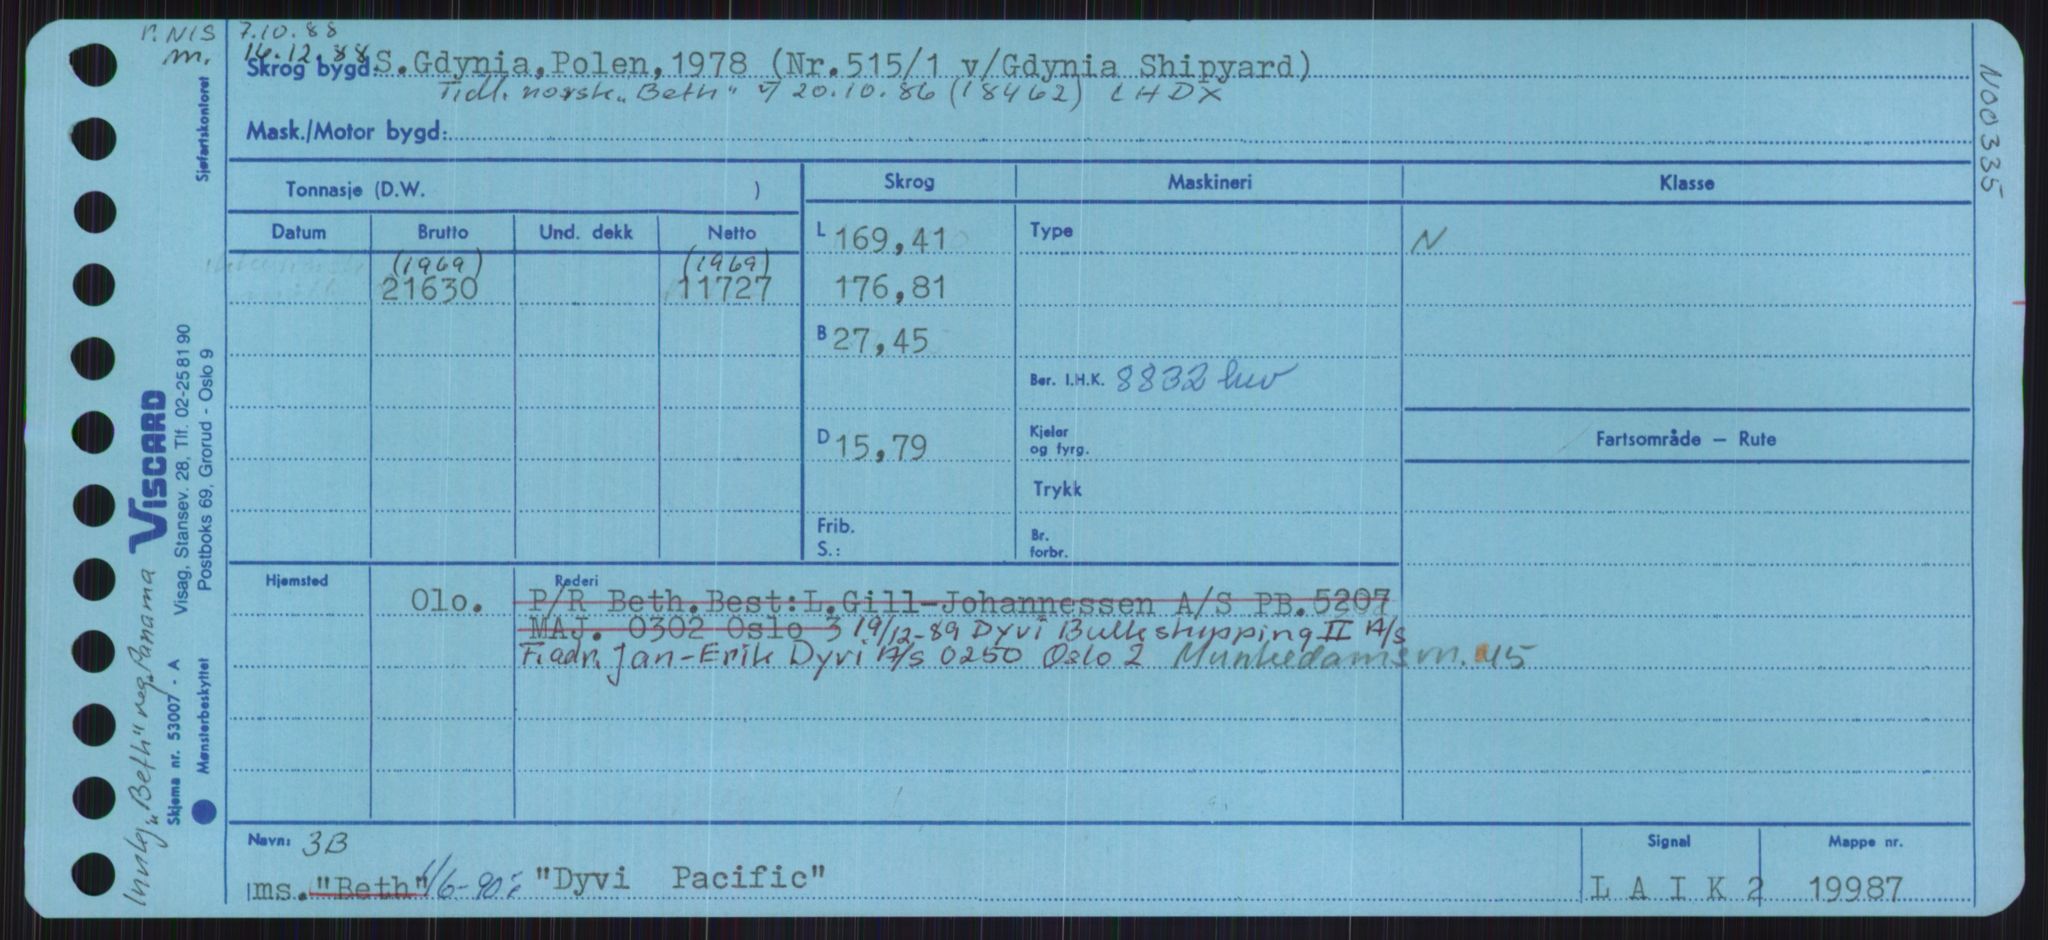 r. NIS 7.10.88
m. 16.12.88
Skrog bygd: S.Gdynia,Polen,1978 (Nr.515/1 v/Gdynia Shipyard)
Tidl. norsk „Beth" 20.10.86 (18462) LHDX
Mask./Motor bygd:
N00335
Sjøfartskontoret
Tonnasje (D.W. )
Skrog Maskineri Klasse
Datum Brutto Und. dekk Netto
L 169,41 Type N
(1969) (1969)
21630 11727 176,81
B 27,45
Ber. I.H.K. 8832
D 15,79 Kjelar og fyrg.
Fartsområde – Rute
Trykk
Frib. S.: Br. forbr.
Hjemsted Rederi
Olo. P/R Beth.Best:L.Gill-Johannessen A/S PB.5207
MAJ. 0302 Oslo 3 19/12-89 Dyvi Bulkshipping II A/S
F.adr. Jan-Erik Dyvi A/S 0250 Oslo 2 Munkedamsvn. 45
Navn: 3B
Signal Mappe nr.
ms. "Beth" 1/6-90: "Dyvi Pacific"
L A I K 2 19987
„Beth" reg. Panama
VISCARD
Visag, Stansev. 28, Tlf. 02-25 81 90
Postboks 69, Grorud - Oslo 9
Skjema nr. 53007 - A
Mønsterbeskyttet